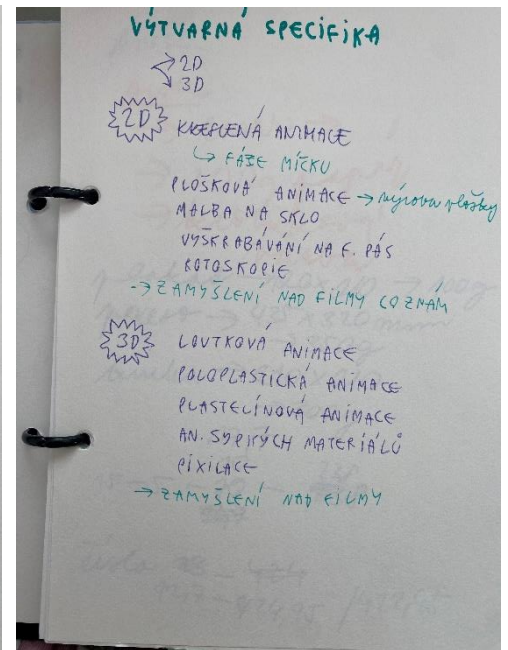 VÝTVARNÁ SPECIFIKA
2D
3D
2D KRESLENÁ ANIMACE
↳ FÁZE MÍČKU
PLOŠKOVÁ ANIMACE → výroba plošky
MALBA NA SKLO
VYŠKRABÁVÁNÍ NA F. PÁS
ROTOSKOPIE
→ ZAMYŠLENÍ NAD FILMY CO ZNÁM
3D LOUTKOVÁ ANIMACE
POLOPLASTICKÁ ANIMACE
PLASTELÍNOVÁ ANIMACE
AN. SYPKÝCH MATERIÁLŮ
PIXILACE
→ ZAMYŠLENÍ NAD FILMY